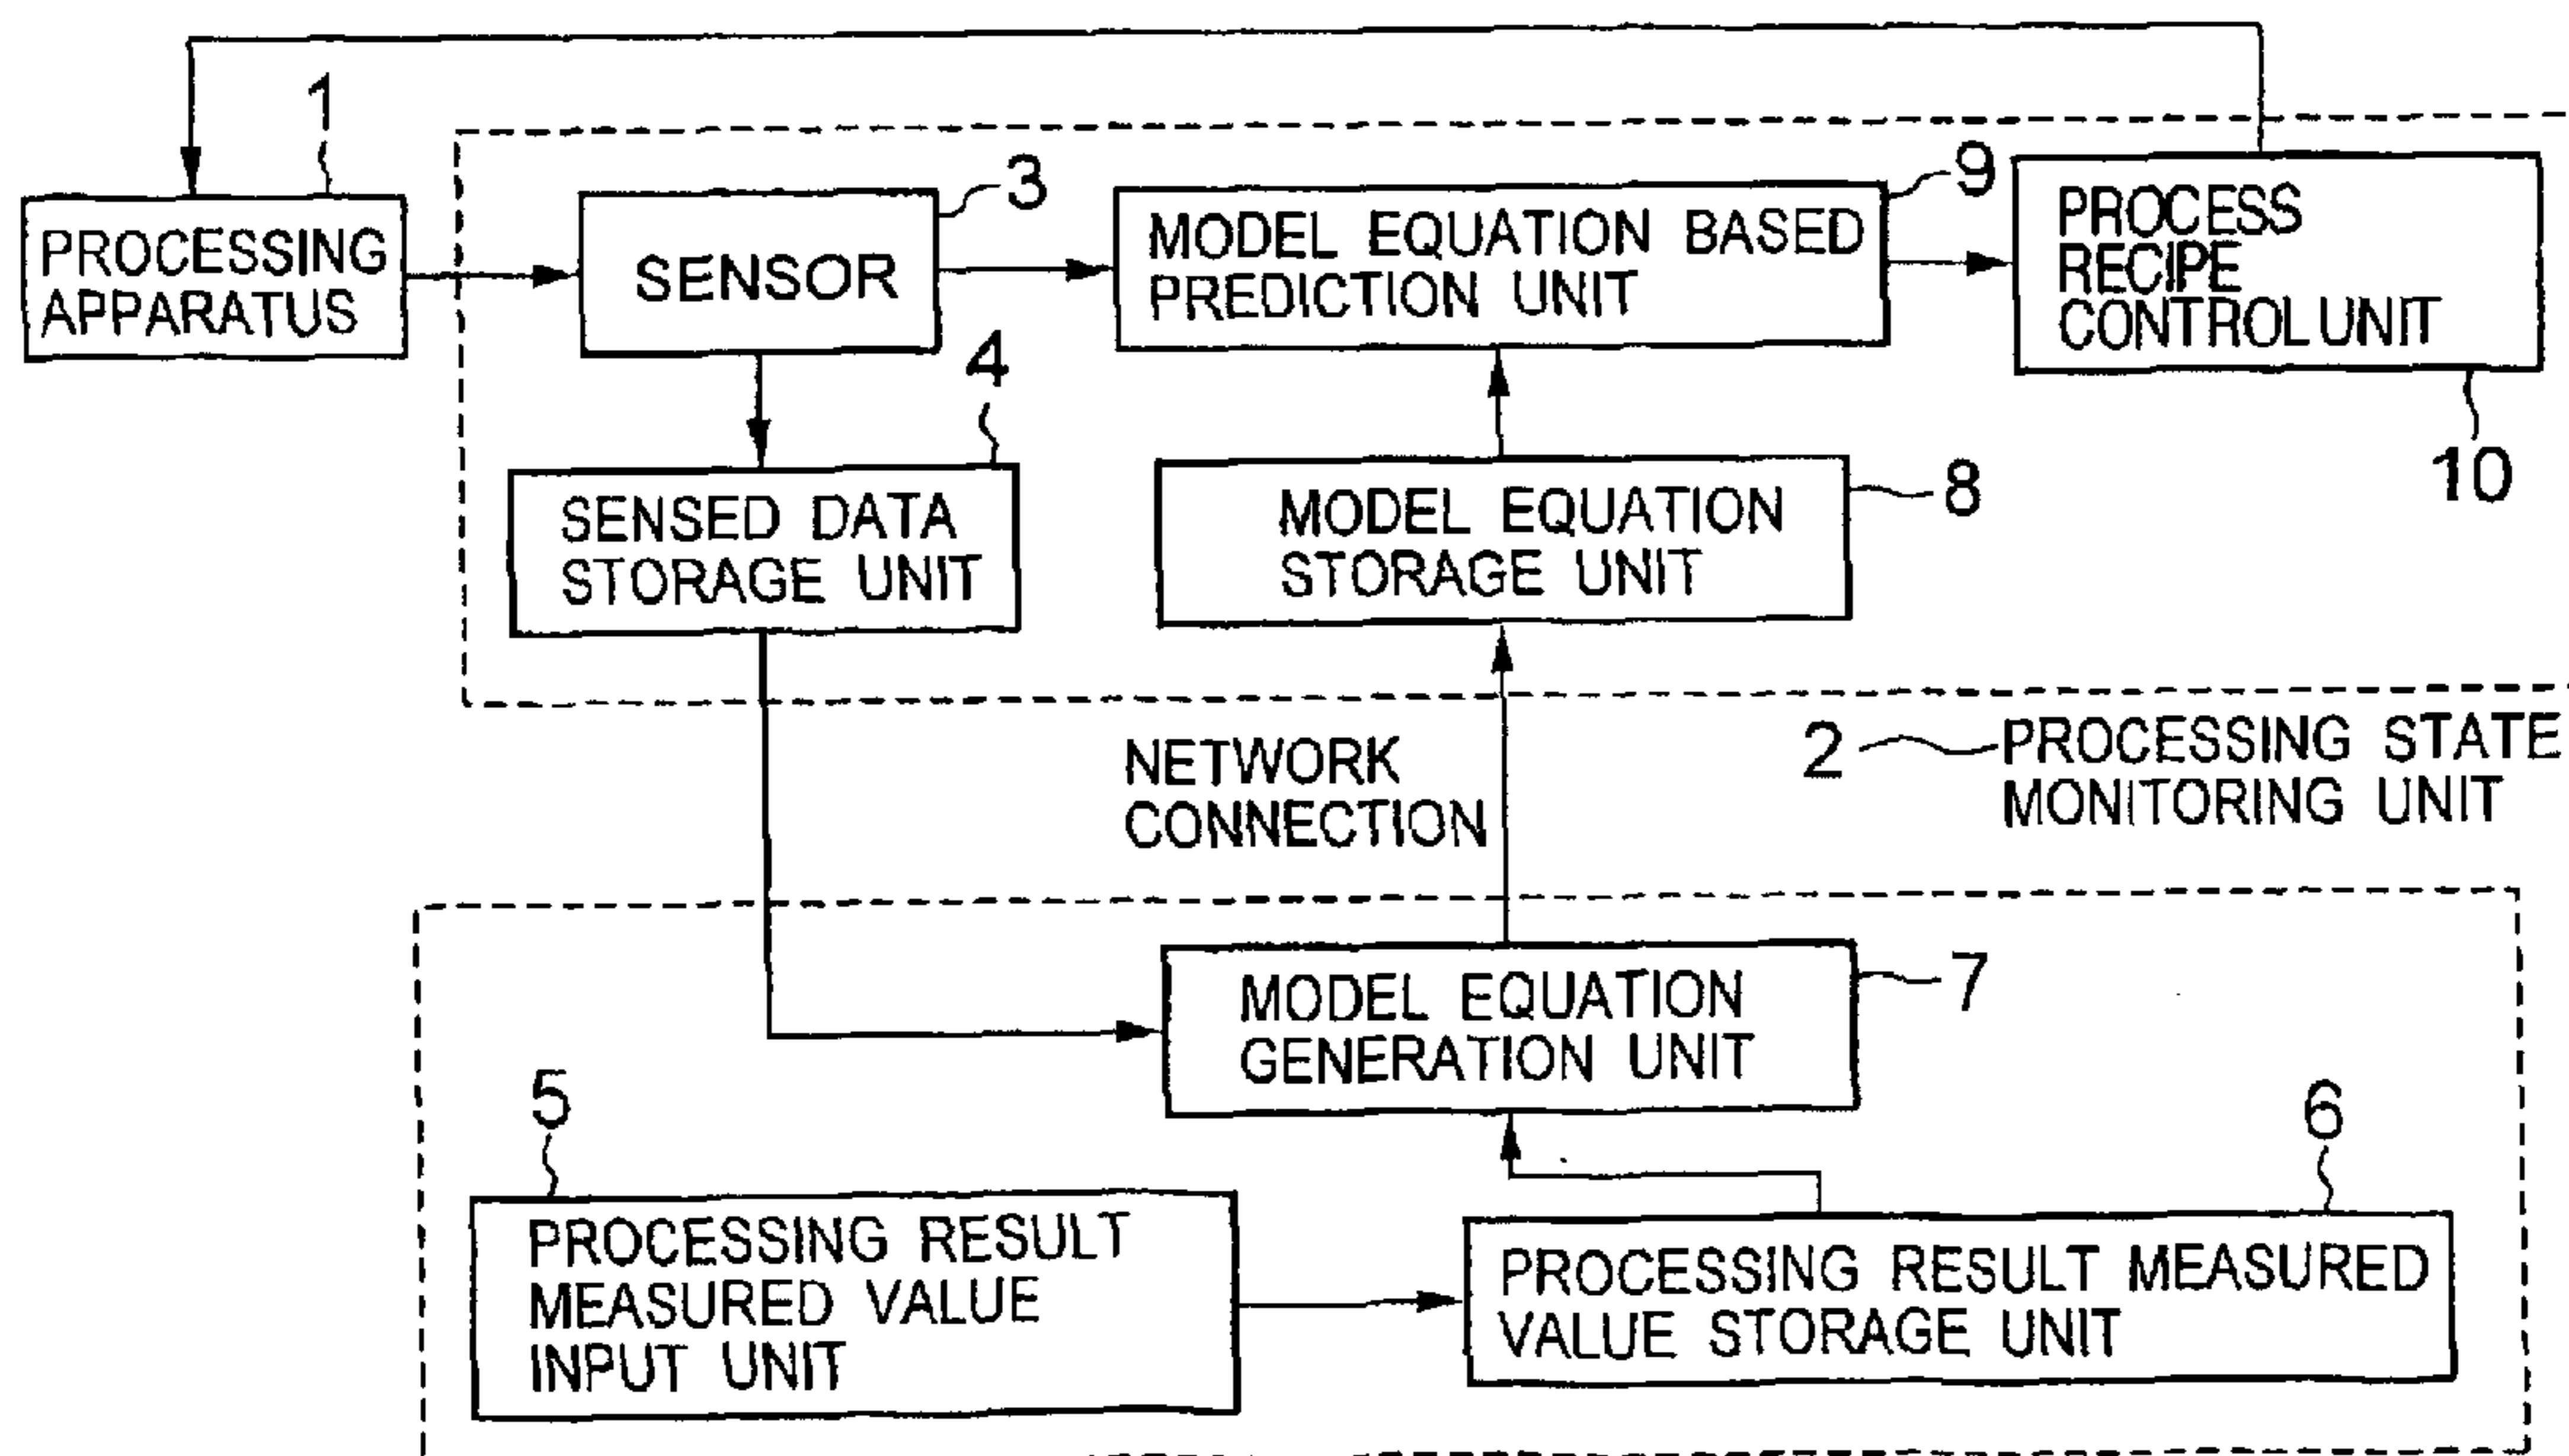 1
PROCESSING
APPARATUS
3
SENSOR
9
MODEL EQUATION BASED
PREDICTION UNIT
PROCESS
RECIPE
CONTROL UNIT
10
4
SENSED DATA
STORAGE UNIT
8
MODEL EQUATION
STORAGE UNIT
NETWORK
CONNECTION
2
PROCESSING STATE
MONITORING UNIT
7
MODEL EQUATION
GENERATION UNIT
5
PROCESSING RESULT
MEASURED VALUE
INPUT UNIT
6
PROCESSING RESULT MEASURED
VALUE STORAGE UNIT